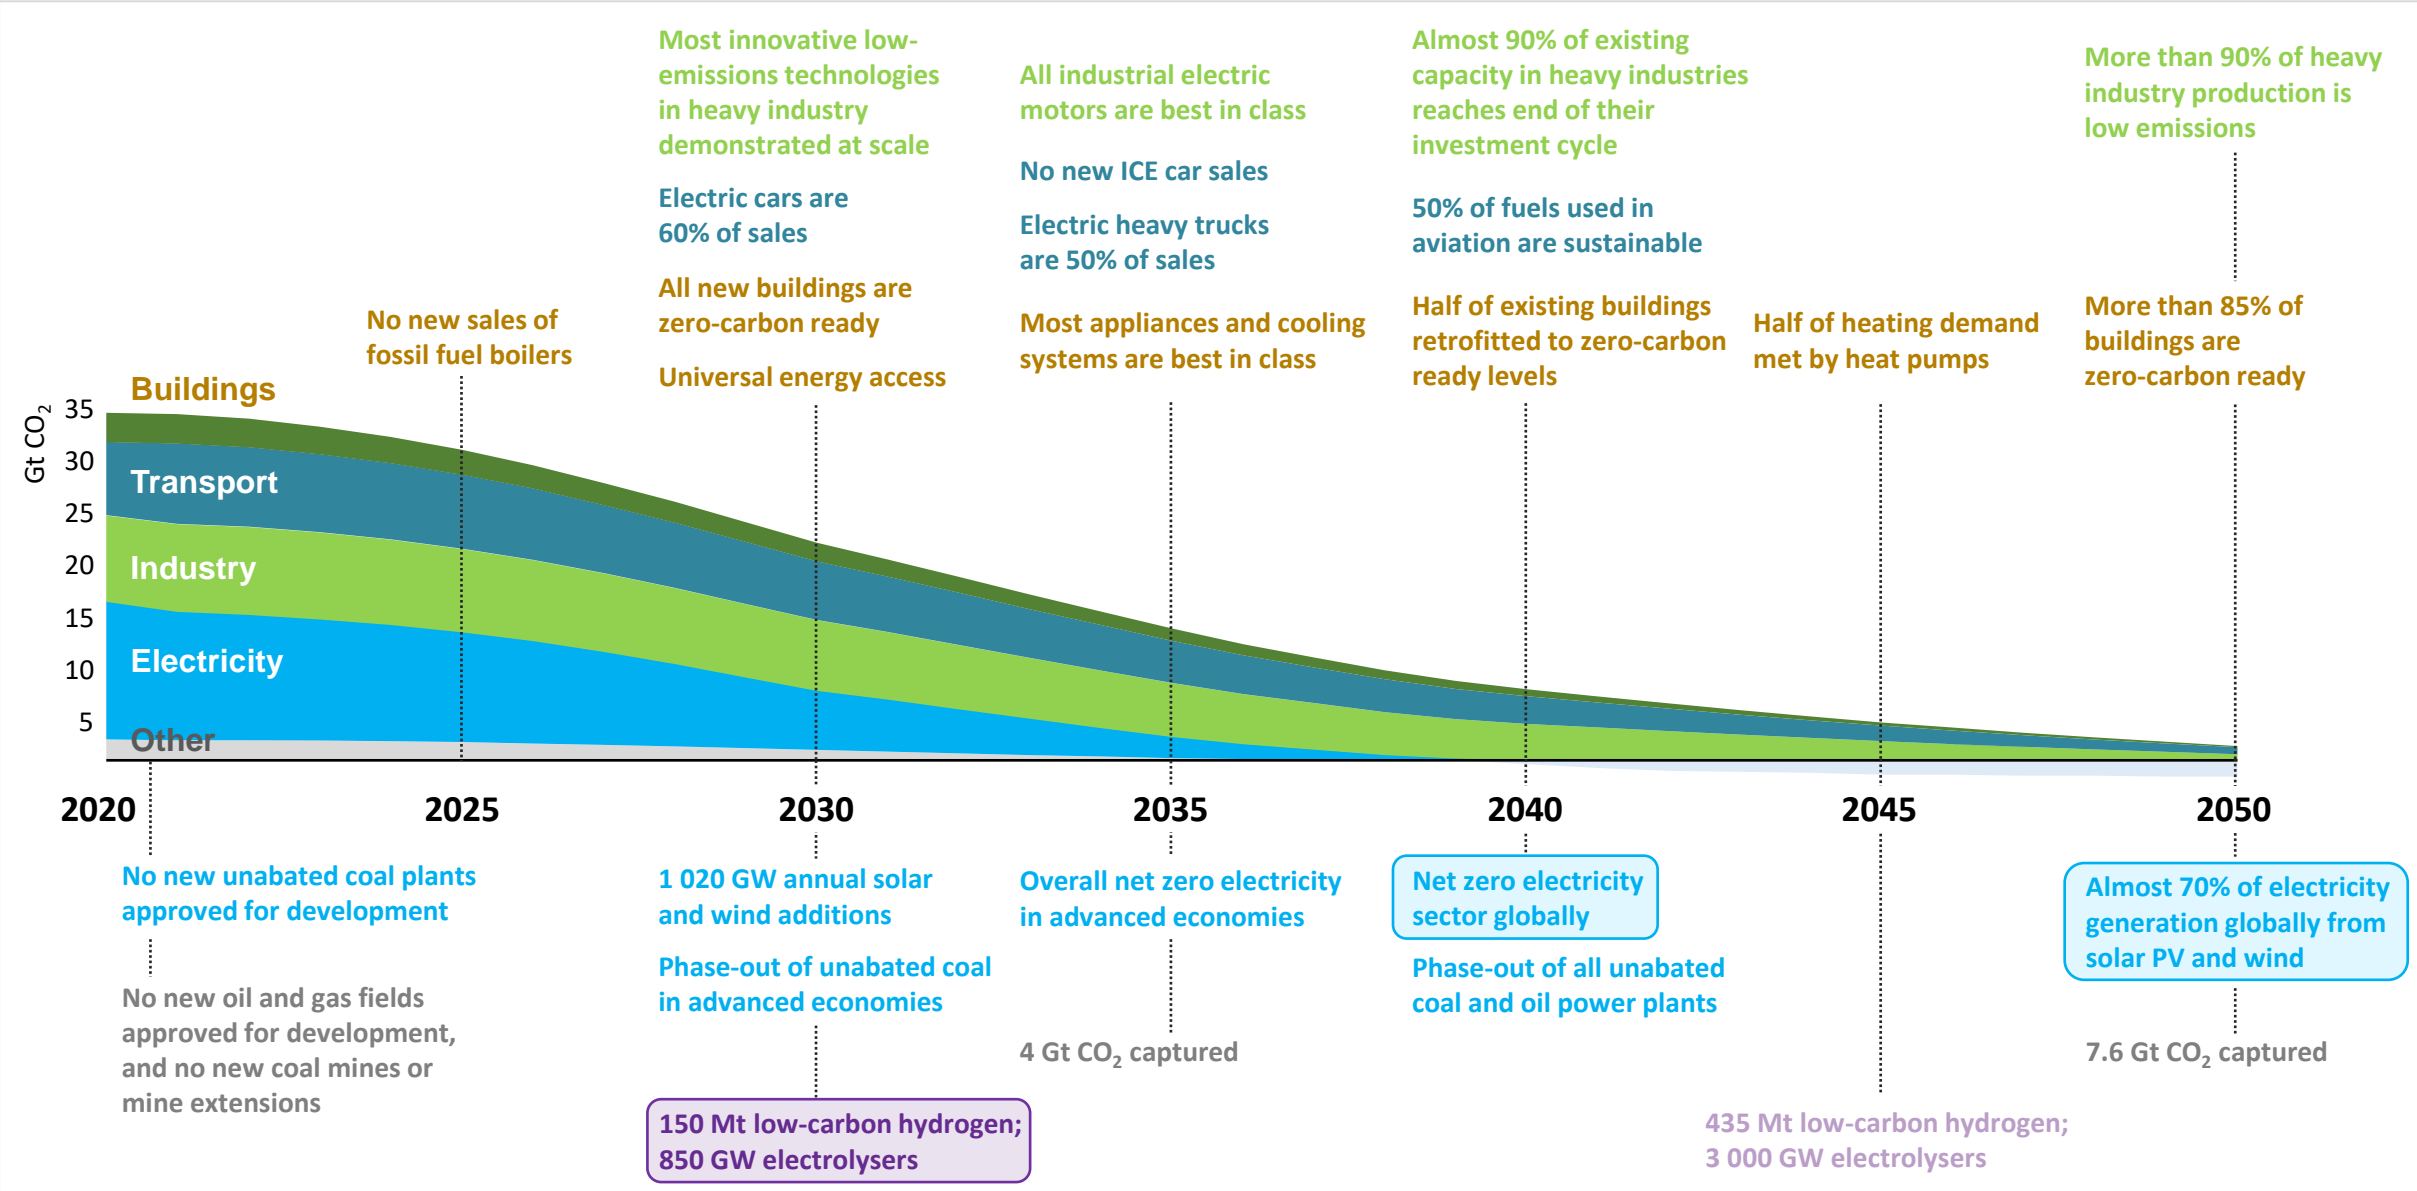 Most innovative low-
emissions technologies
in heavy industry
demonstrated at scale
Electric cars are
60% of sales
All new buildings are
zero-carbon ready
Universal energy access
All industrial electric
motors are best in class
No new ICE car sales
Electric heavy trucks
are 50% of sales
Most appliances and cooling
systems are best in class
Almost 90% of existing
capacity in heavy industries
reaches end of their
investment cycle
50% of fuels used in
aviation are sustainable
Half of existing buildings
retrofitted to zero-carbon
ready levels
Half of heating demand
met by heat pumps
More than 90% of heavy
industry production is
low emissions
More than 85% of
buildings are
zero-carbon ready
No new sales of
fossil fuel boilers
Gt CO₂
35
30
25
20
15
10
5
Buildings
Transport
Industry
Electricity
Other
2020
2025
2030
2035
2040
2045
2050
No new unabated coal plants
approved for development
No new oil and gas fields
approved for development,
and no new coal mines or
mine extensions
1 020 GW annual solar
and wind additions
Phase-out of unabated coal
in advanced economies
150 Mt low-carbon hydrogen;
850 GW electrolysers
Overall net zero electricity
in advanced economies
4 Gt CO₂ captured
Net zero electricity
sector globally
Phase-out of all unabated
coal and oil power plants
435 Mt low-carbon hydrogen;
3 000 GW electrolysers
Almost 70% of electricity
generation globally from
solar PV and wind
7.6 Gt CO₂ captured